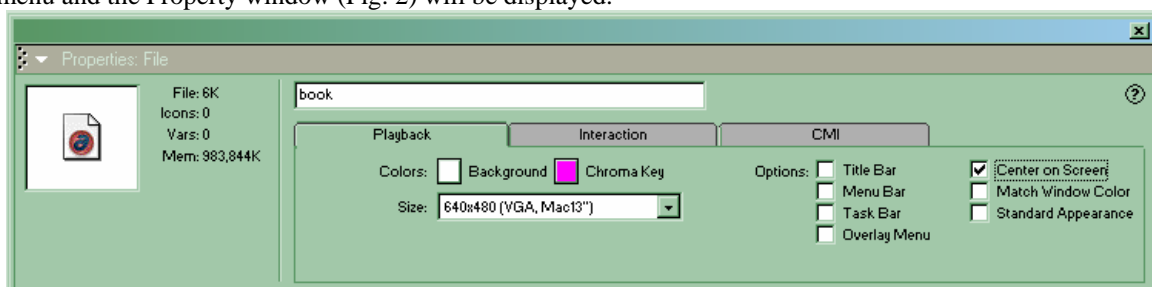 menu and the Property window (Fig. 2) will be displayed.
Properties: File
File: 6K
Icons: 0
Vars: 0
Mem: 983,844K
book
Playback Interaction CMI
Colors: Background Chroma Key
Size: 640x480 (VGA, Mac13")
Options: Title Bar
Menu Bar
Task Bar
Overlay Menu
Center on Screen
Match Window Color
Standard Appearance